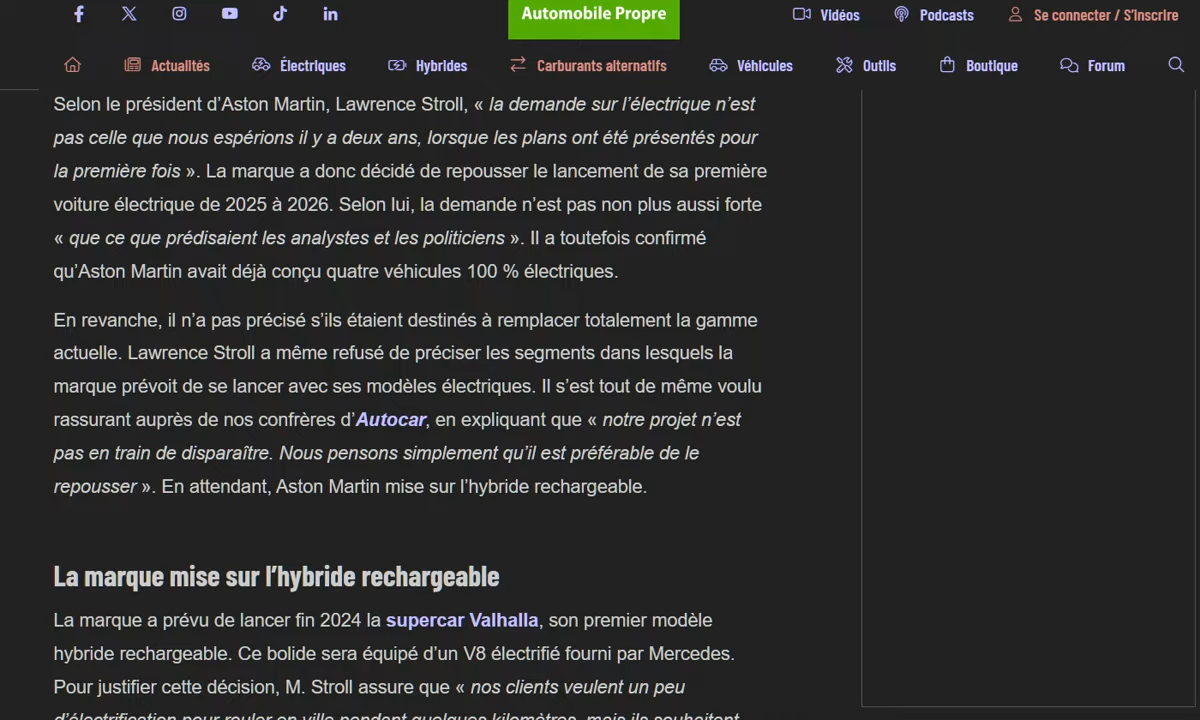 Automobile Propre
Vidéos
Podcasts
Se connecter / S'inscrire
Actualités
Électriques
Hybrides
Carburants alternatifs
Véhicules
Outils
Boutique
Forum
Selon le président d’Aston Martin, Lawrence Stroll, « la demande sur l’électrique n’est
pas celle que nous espérions il y a deux ans, lorsque les plans ont été présentés pour
la première fois ». La marque a donc décidé de repousser le lancement de sa première
voiture électrique de 2025 à 2026. Selon lui, la demande n’est pas non plus aussi forte
« que ce que prédisaient les analystes et les politiciens ». Il a toutefois confirmé
qu’Aston Martin avait déjà conçu quatre véhicules 100 % électriques.
En revanche, il n’a pas précisé s’ils étaient destinés à remplacer totalement la gamme
actuelle. Lawrence Stroll a même refusé de préciser les segments dans lesquels la
marque prévoit de se lancer avec ses modèles électriques. Il s’est tout de même voulu
rassurant auprès de nos confrères d’Autocar, en expliquant que « notre projet n’est
pas en train de disparaître. Nous pensons simplement qu’il est préférable de le
repousser ». En attendant, Aston Martin mise sur l’hybride rechargeable.
La marque mise sur l’hybride rechargeable
La marque a prévu de lancer fin 2024 la supercar Valhalla, son premier modèle
hybride rechargeable. Ce bolide sera équipé d’un V8 électrifié fourni par Mercedes.
Pour justifier cette décision, M. Stroll assure que « nos clients veulent un peu
d’électrification pour rouler en ville pendant quelques kilomètres, mais ils souhaitent